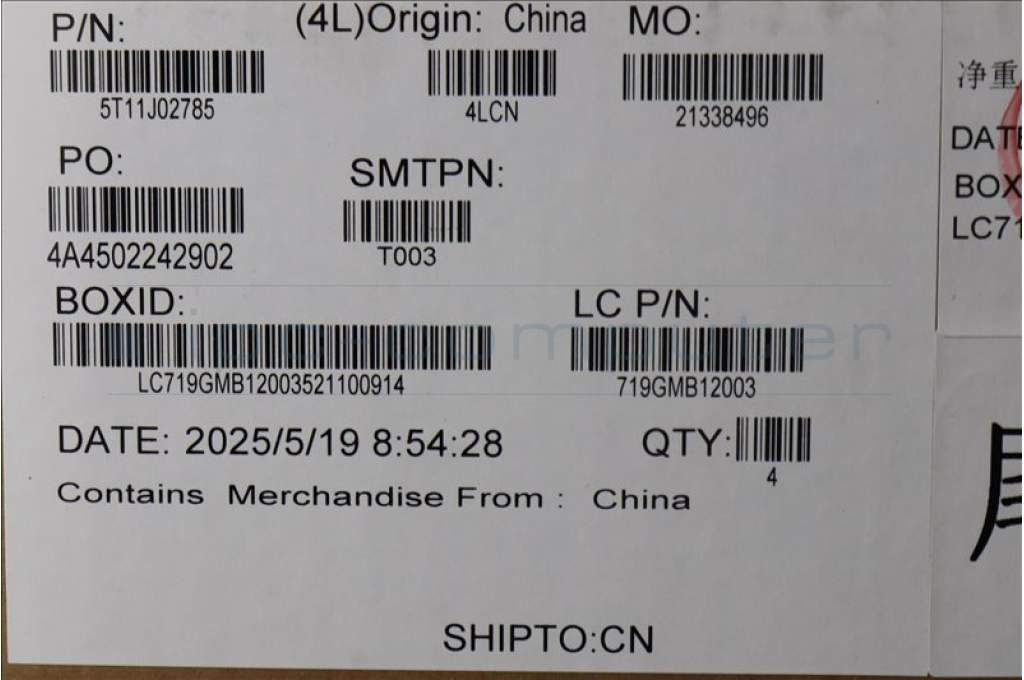 P/N: (4L)Origin: China MO:
5T11J02785 4LCN 21338496
PO: SMTPN:
4A4502242902 T003
BOXID: LC P/N:
LC719GMB12003521100914 719GMB12003
DATE: 2025/5/19 8:54:28 QTY:
4
Contains Merchandise From : China
SHIPTO:CN
净重
DATE
BOX
LC71